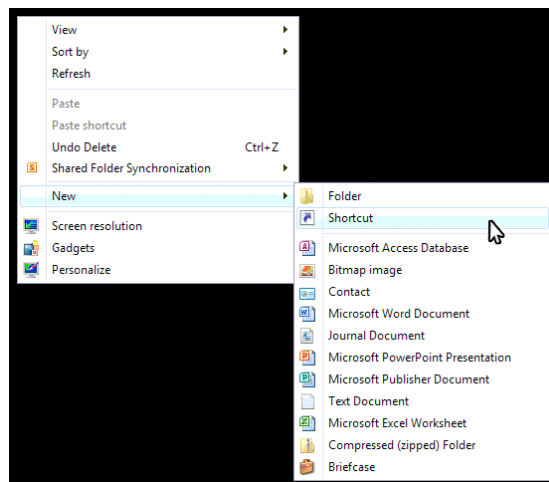 View
Sort by
Refresh
Paste
Paste shortcut
Undo Delete Ctrl+Z
Shared Folder Synchronization
New
Screen resolution
Gadgets
Personalize
Folder
Shortcut
Microsoft Access Database
Bitmap image
Contact
Microsoft Word Document
Journal Document
Microsoft PowerPoint Presentation
Microsoft Publisher Document
Text Document
Microsoft Excel Worksheet
Compressed (zipped) Folder
Briefcase